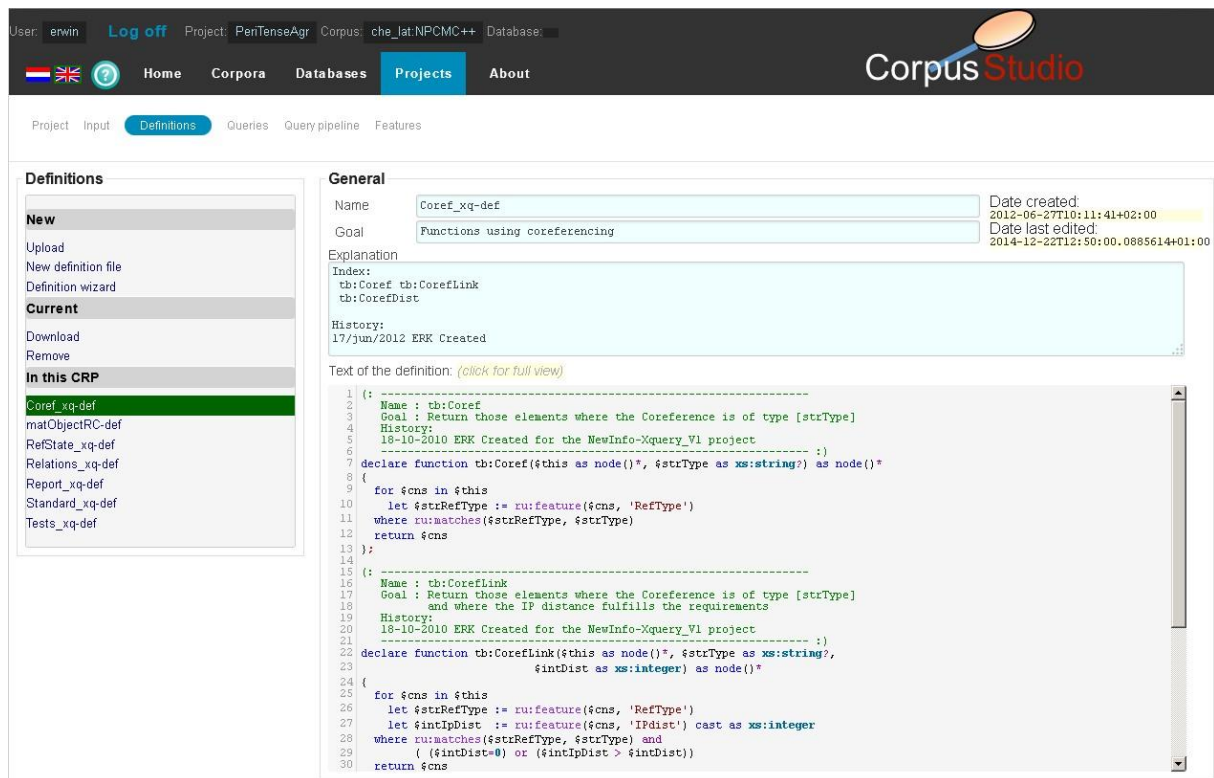 User: erwin Log off Project: PeriTenseAgr Corpus: che_lat:NPCMC++ Database:
Home Corpora Databases Projects About
Corpus Studio
Project Input Definitions Queries Query pipeline Features
Definitions
New
Upload
New definition file
Definition wizard
Current
Download
Remove
In this CRP
Coref_xq-def
matObjectRC-def
RefState_xq-def
Relations_xq-def
Report_xq-def
Standard_xq-def
Tests_xq-def
General
Name Coref_xq-def
Goal Functions using coreferencing
Date created:
2012-06-27T10:11:41+02:00
Date last edited:
2014-12-22T12:50:00.0885614+01:00
Explanation
Index:
tb:Coref tb:CorefLink
tb:CorefDist
History:
17/jun/2012 ERK Created
Text of the definition: (click for full view)
1 (: ----------------------------------------------------------------
2 Name : tb:Coref
3 Goal : Return those elements where the Coreference is of type [strType]
4 History:
5 18-10-2010 ERK Created for the NewInfo-Xquery_V1 project
6 ---------------------------------------------------------------- :)
7 declare function tb:Coref($this as node()*, $strType as xs:string?) as node()*
8 {
9 for $cns in $this
10 let $strRefType := ru:feature($cns, 'RefType')
11 where ru:matches($strRefType, $strType)
12 return $cns
13 };
14
15 (: ----------------------------------------------------------------
16 Name : tb:CorefLink
17 Goal : Return those elements where the Coreference is of type [strType]
18 and where the IP distance fulfills the requirements
19 History:
20 18-10-2010 ERK Created for the NewInfo-Xquery_V1 project
21 ---------------------------------------------------------------- :)
22 declare function tb:CorefLink($this as node()*, $strType as xs:string?,
23 $intDist as xs:integer) as node()*
24 {
25 for $cns in $this
26 let $strRefType := ru:feature($cns, 'RefType')
27 let $intIpDist := ru:feature($cns, 'IPdist') cast as xs:integer
28 where ru:matches($strRefType, $strType) and
29 ( ($intDist=0) or ($intIpDist > $intDist))
30 return $cns